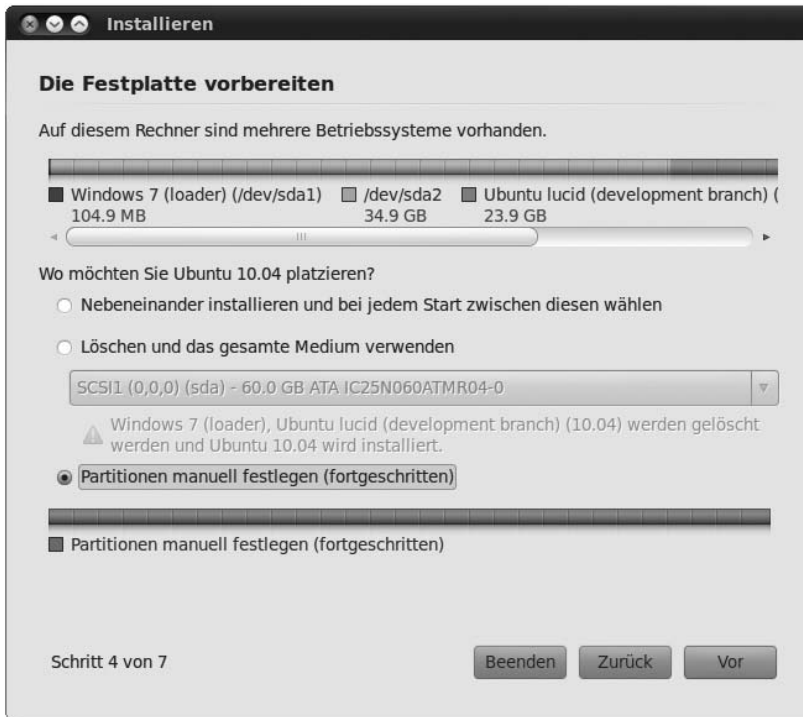 Installieren
Die Festplatte vorbereiten
Auf diesem Rechner sind mehrere Betriebssysteme vorhanden.
Windows 7 (loader) (/dev/sda1) /dev/sda2 Ubuntu lucid (development branch) (
104.9 MB 34.9 GB 23.9 GB
Wo möchten Sie Ubuntu 10.04 platzieren?
Nebeneinander installieren und bei jedem Start zwischen diesen wählen
Löschen und das gesamte Medium verwenden
SCSI1 (0,0,0) (sda) - 60.0 GB ATA IC25N060ATMR04-0
Windows 7 (loader), Ubuntu lucid (development branch) (10.04) werden gelöscht
werden und Ubuntu 10.04 wird installiert.
Partitionen manuell festlegen (fortgeschritten)
Partitionen manuell festlegen (fortgeschritten)
Schritt 4 von 7 Beenden Zurück Vor